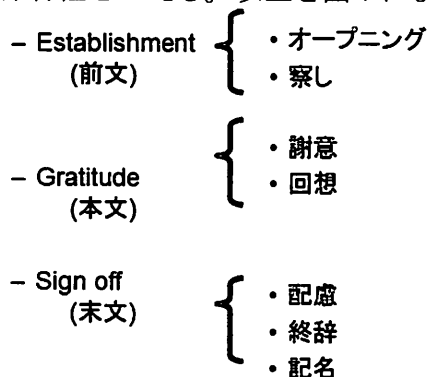 – Establishment
(前文)
・オープニング
・察し
– Gratitude
(本文)
・謝意
・回想
– Sign off
(末文)
・配慮
・終辞
・記名